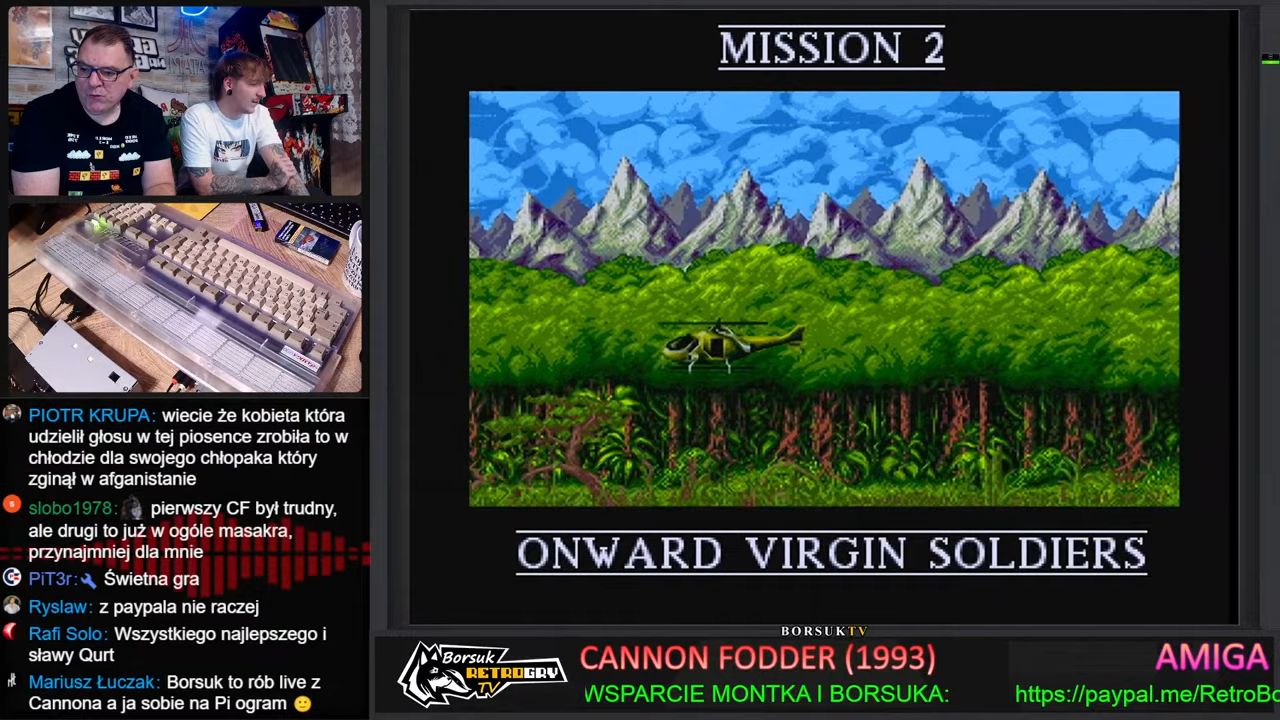 MISSION 2
ONWARD VIRGIN SOLDIERS
PIOTR KRUPA: wiecie że kobieta która
udzielił głosu w tej piosence zrobiła to w
chłodzie dla swojego chłopaka który
zginął w afganistanie
slobo1978: pierwszy CF był trudny,
ale drugi to już w ogóle masakra,
przynajmniej dla mnie
PiT3r: Świetna gra
Ryslaw: z paypala nie raczej
Rafi Solo: Wszystkiego najlepszego i
sławy Qurt
Mariusz Łuczak: Borsuk to rób live z
Cannona a ja sobie na Pi ogram 🙂
BORSUKTV
Borsuk
RETROGRY
TV
CANNON FODDER (1993)
AMIGA
WSPARCIE MONTKA I BORSUKA:
https://paypal.me/RetroBo